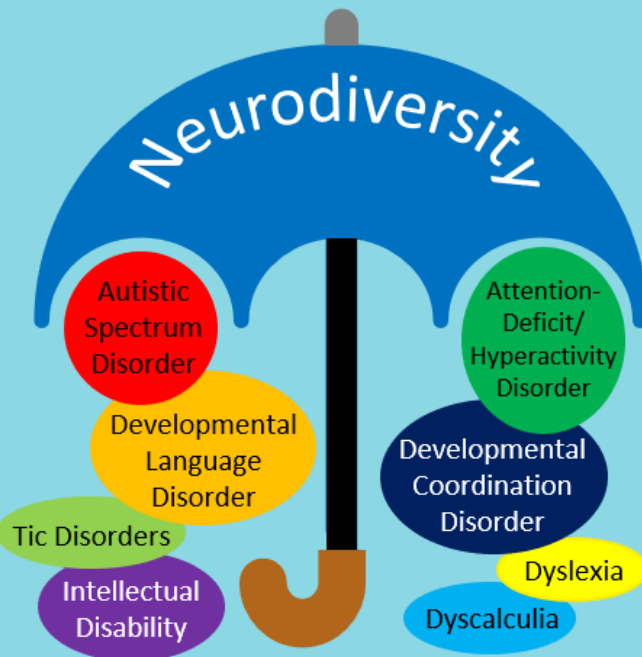 Neurodiversity
Autistic
Spectrum
Disorder
Developmental
Language
Disorder
Tic Disorders
Intellectual
Disability
Attention-
Deficit/
Hyperactivity
Disorder
Developmental
Coordination
Disorder
Dyslexia
Dyscalculia